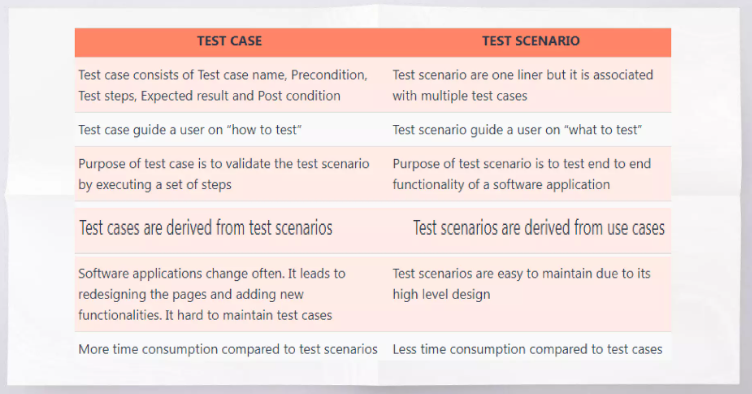 TEST CASE
TEST SCENARIO
Test case consists of Test case name, Precondition,
Test steps, Expected result and Post condition
Test scenario are one liner but it is associated
with multiple test cases
Test case guide a user on “how to test”
Test scenario guide a user on “what to test”
Purpose of test case is to validate the test scenario
by executing a set of steps
Purpose of test scenario is to test end to end
functionality of a software application
Test cases are derived from test scenarios
Test scenarios are derived from use cases
Software applications change often. It leads to
redesigning the pages and adding new
functionalities. It hard to maintain test cases
Test scenarios are easy to maintain due to its
high level design
More time consumption compared to test scenarios
Less time consumption compared to test cases